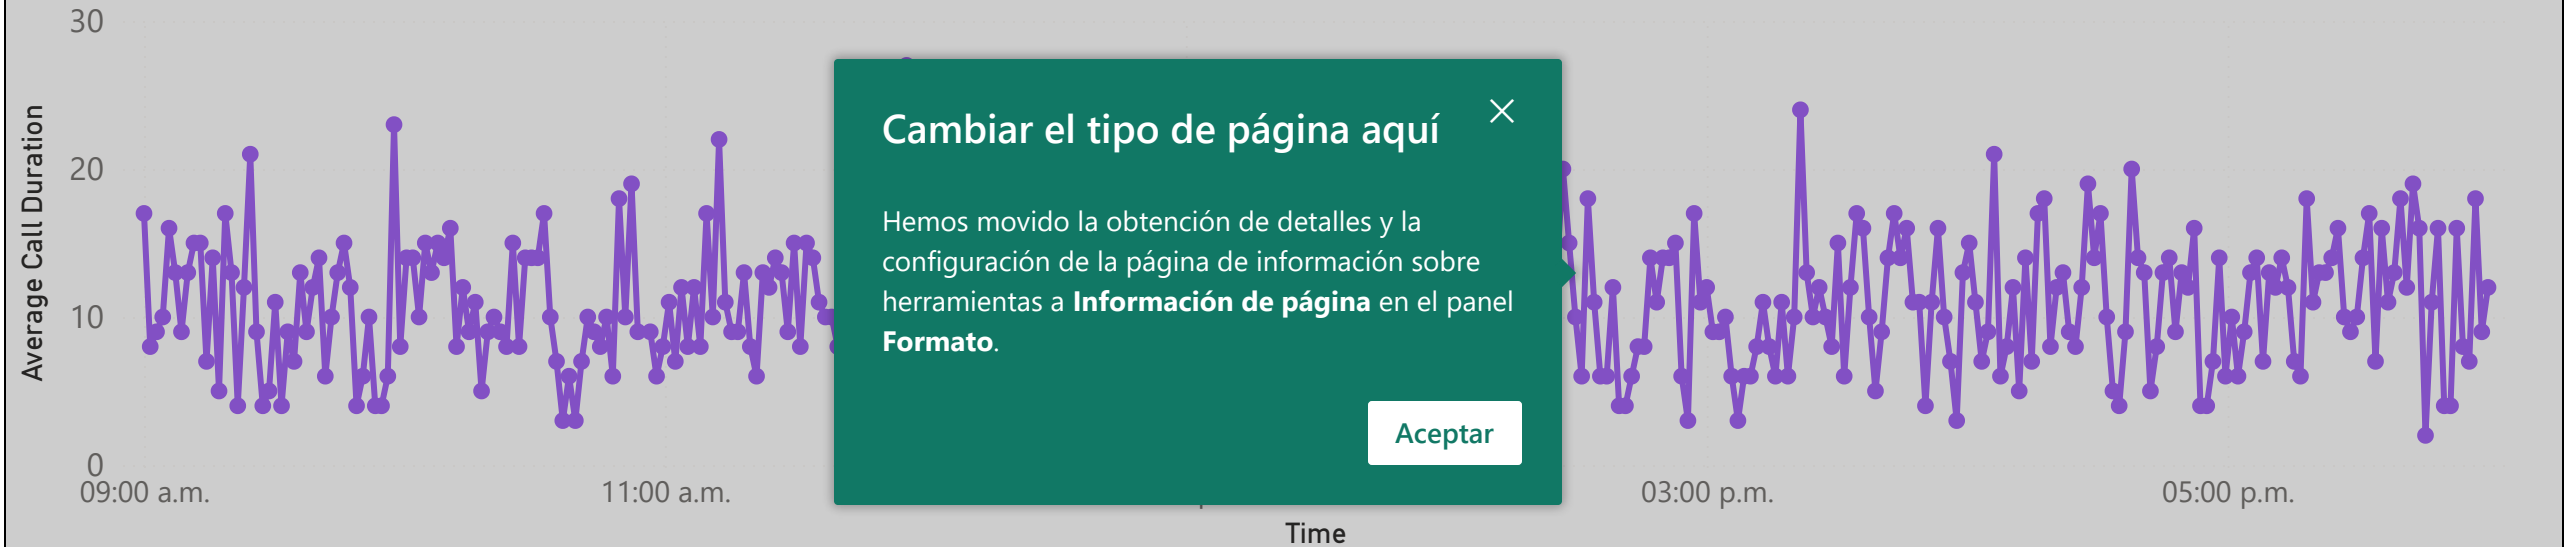 30
20
10
0
Average Call Duration
Cambiar el tipo de página aquí
Hemos movido la obtención de detalles y la
configuración de la página de información sobre
herramientas a Información de página en el panel
Formato.
Aceptar
09:00 a.m.
11:00 a.m.
03:00 p.m.
05:00 p.m.
Time